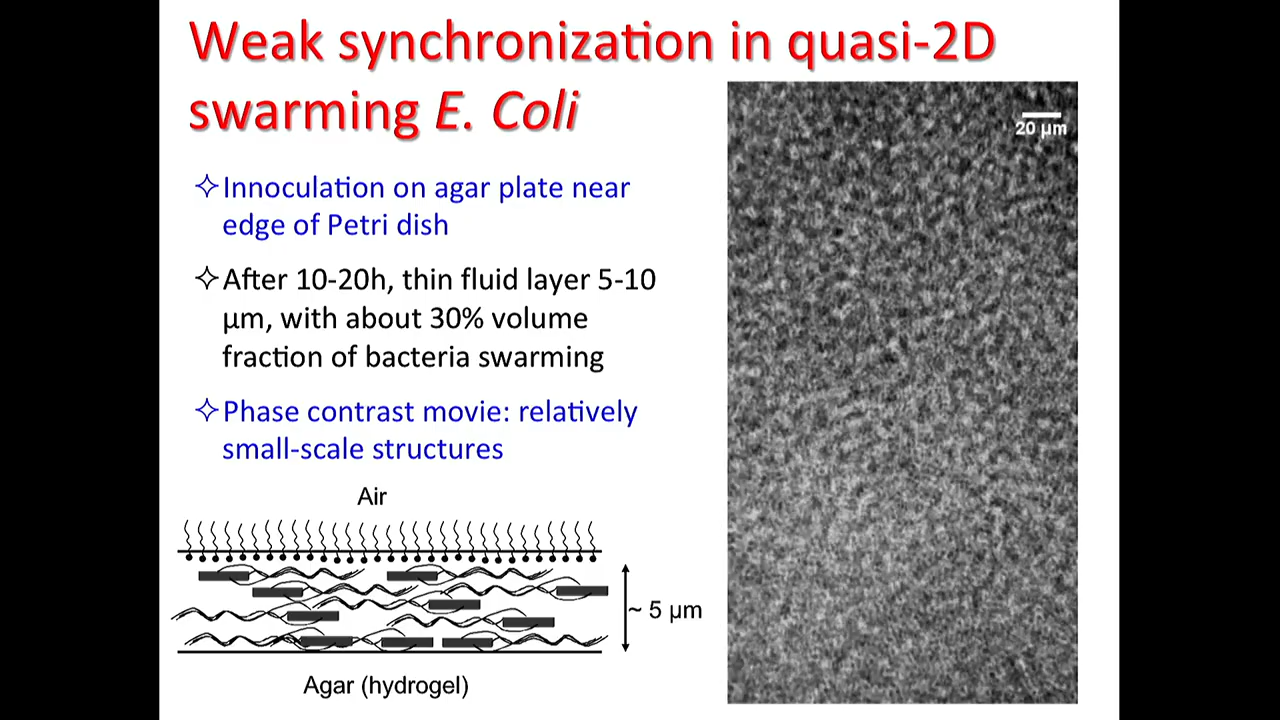 Weak synchronization in quasi-2D
swarming E. Coli
20 μm
✧Innoculation on agar plate near
edge of Petri dish
✧After 10-20h, thin fluid layer 5-10
μm, with about 30% volume
fraction of bacteria swarming
✧Phase contrast movie: relatively
small-scale structures
Air
~ 5 μm
Agar (hydrogel)